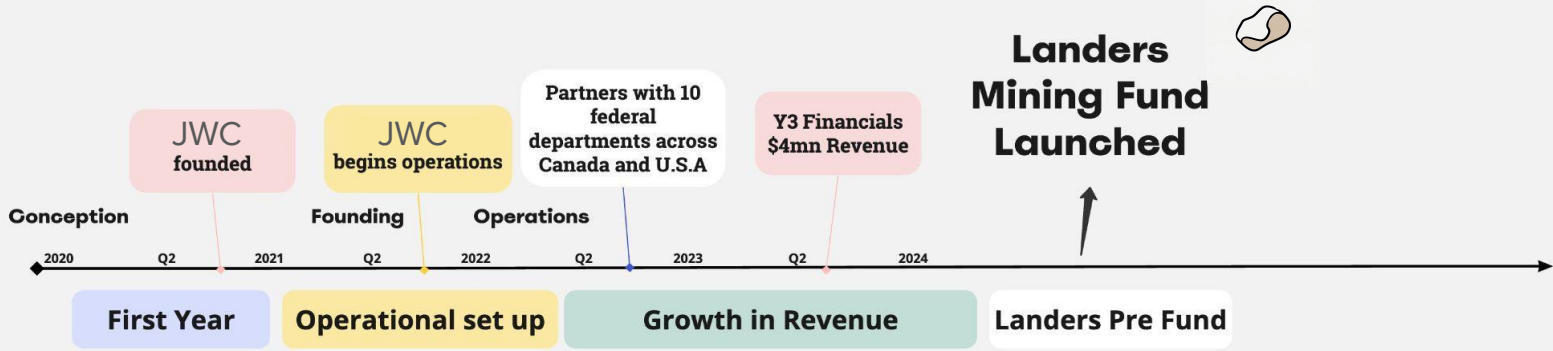 Landers
Mining Fund
Launched
JWC
founded
JWC
begins operations
Partners with 10
federal
departments across
Canada and U.S.A
Y3 Financials
$4mn Revenue
Conception
Founding
Operations
2020
Q2
2021
Q2
2022
Q2
2023
Q2
2024
First Year
Operational set up
Growth in Revenue
Landers Pre Fund